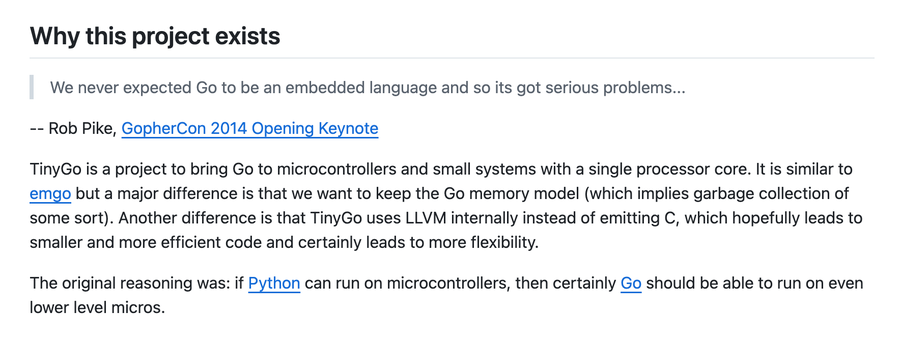 Why this project exists
We never expected Go to be an embedded language and so its got serious problems...
-- Rob Pike, GopherCon 2014 Opening Keynote
TinyGo is a project to bring Go to microcontrollers and small systems with a single processor core. It is similar to
emgo but a major difference is that we want to keep the Go memory model (which implies garbage collection of
some sort). Another difference is that TinyGo uses LLVM internally instead of emitting C, which hopefully leads to
smaller and more efficient code and certainly leads to more flexibility.
The original reasoning was: if Python can run on microcontrollers, then certainly Go should be able to run on even
lower level micros.